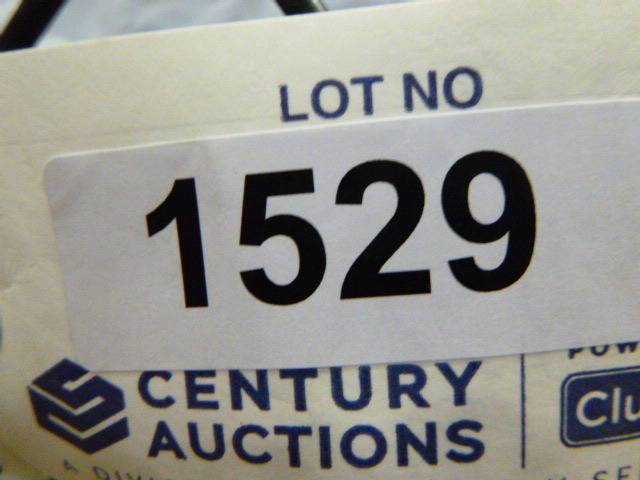 LOT NO
1529
CENTURY
AUCTIONS
A